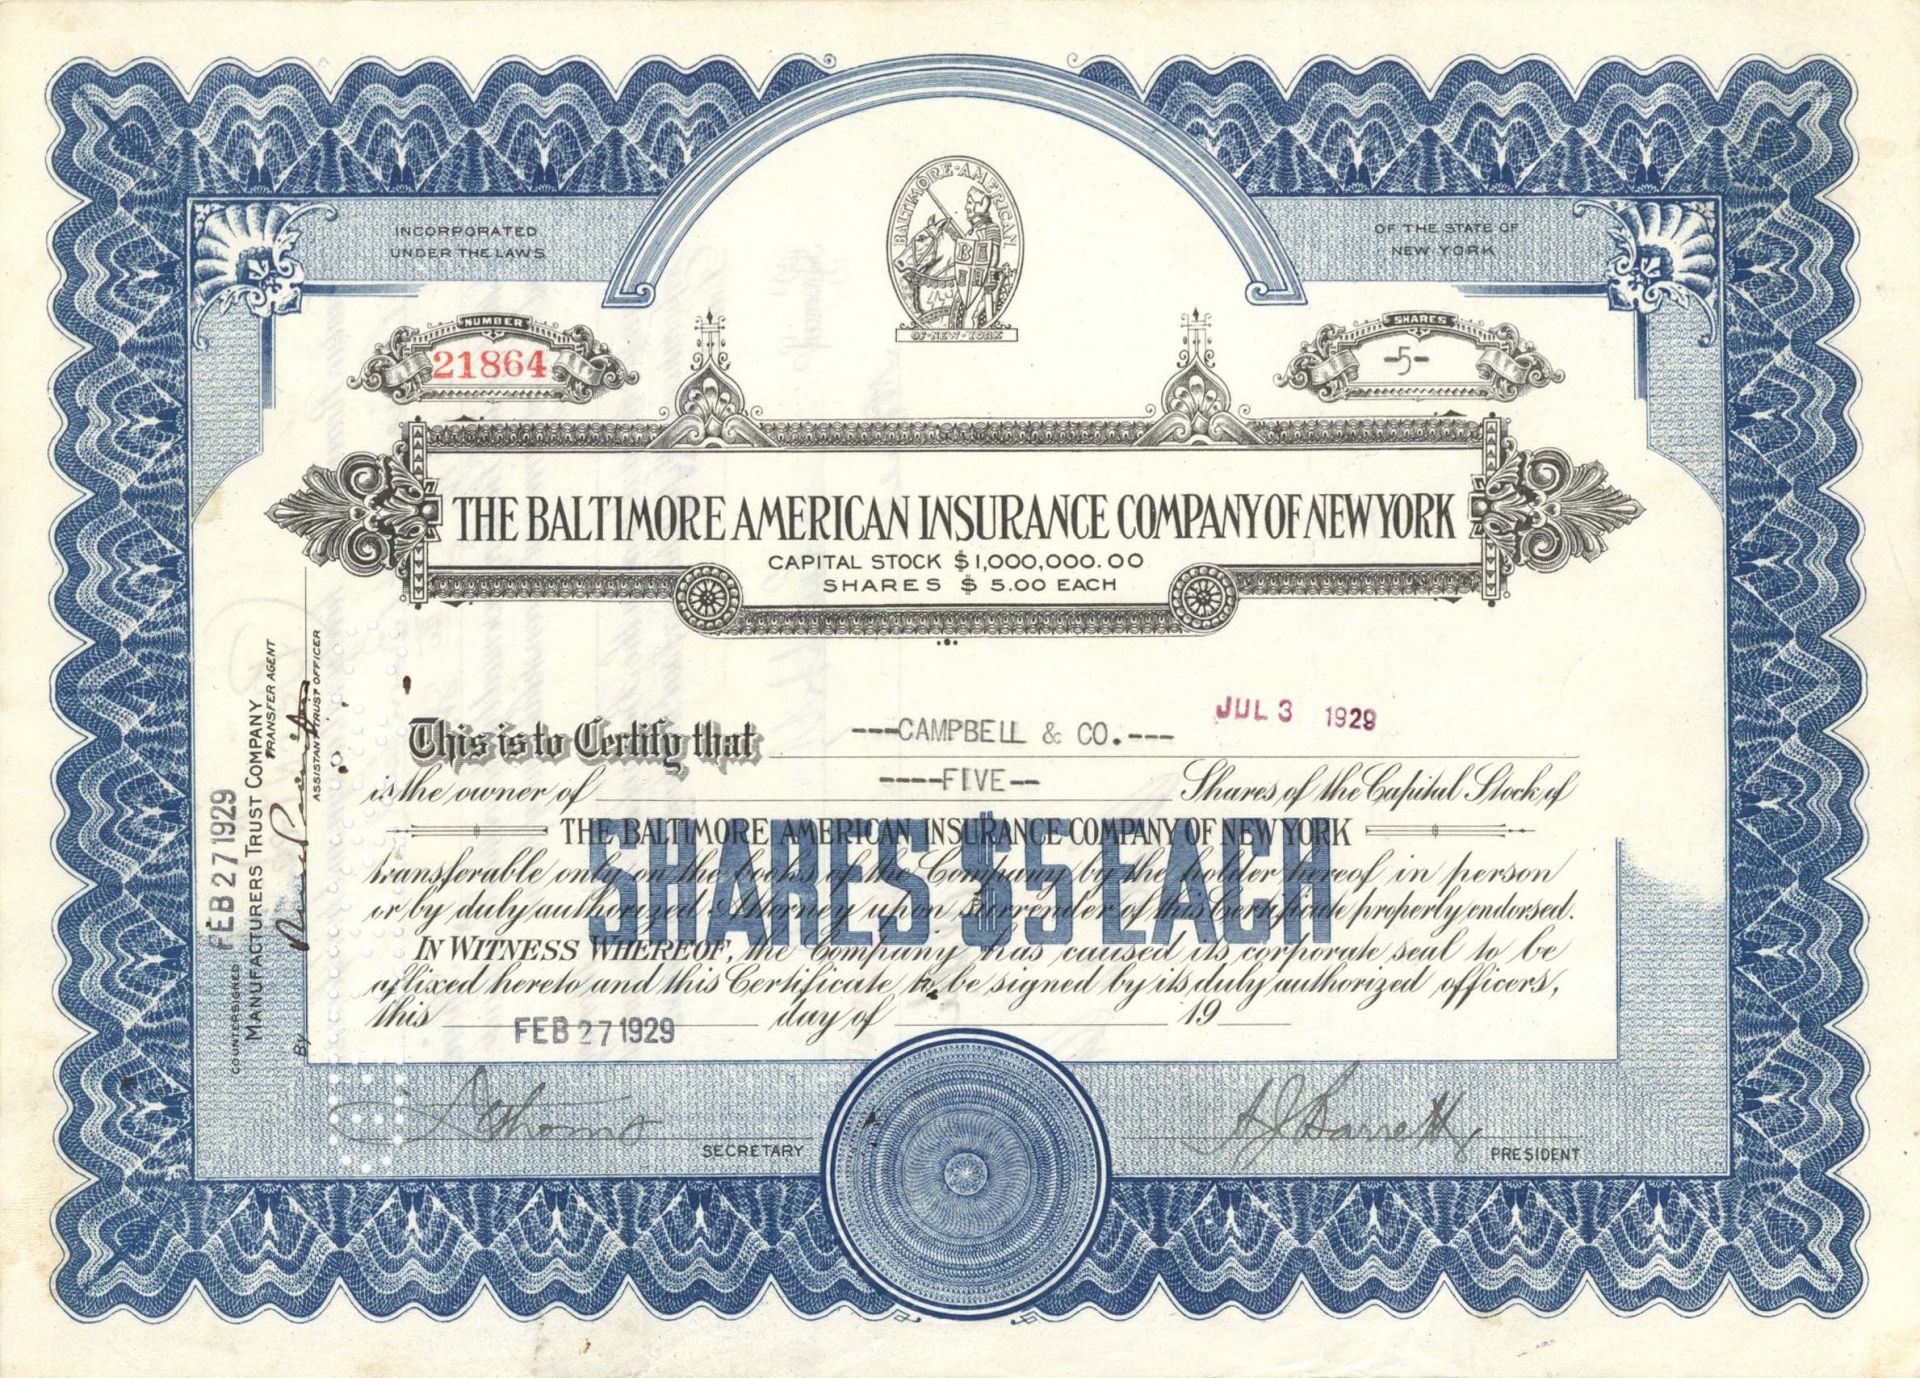 BALTIMORE·AMERICAN
OF·NEW·YORK
INCORPORATED
UNDER THE LAWS
OF THE STATE OF
NEW YORK
NUMBER
21864
SHARES
-5-
THE BALTIMORE AMERICAN INSURANCE COMPANY OF NEW YORK
CAPITAL STOCK $1,000,000.00
SHARES $ 5.00 EACH
JUL 3 1929
This is to Certify that ---CAMPBELL & CO.---
is the owner of ----FIVE-- Shares of the Capital Stock of
THE BALTIMORE AMERICAN INSURANCE COMPANY OF NEW YORK
SHARES $5 EACH
transferable only on the books of the Company by the holder hereof in person
or by duly authorized Attorney upon surrender of this Certificate properly endorsed.
IN WITNESS WHEREOF, the Company has caused its corporate seal to be
affixed hereto and this Certificate to be signed by its duly authorized officers,
this FEB 27 1929 day of 19
SECRETARY
A J Barrett
PRESIDENT
FEB 27 1929
COUNTERSIGNED
MANUFACTURERS TRUST COMPANY
TRANSFER AGENT
By
ASSISTANT TRUST OFFICER